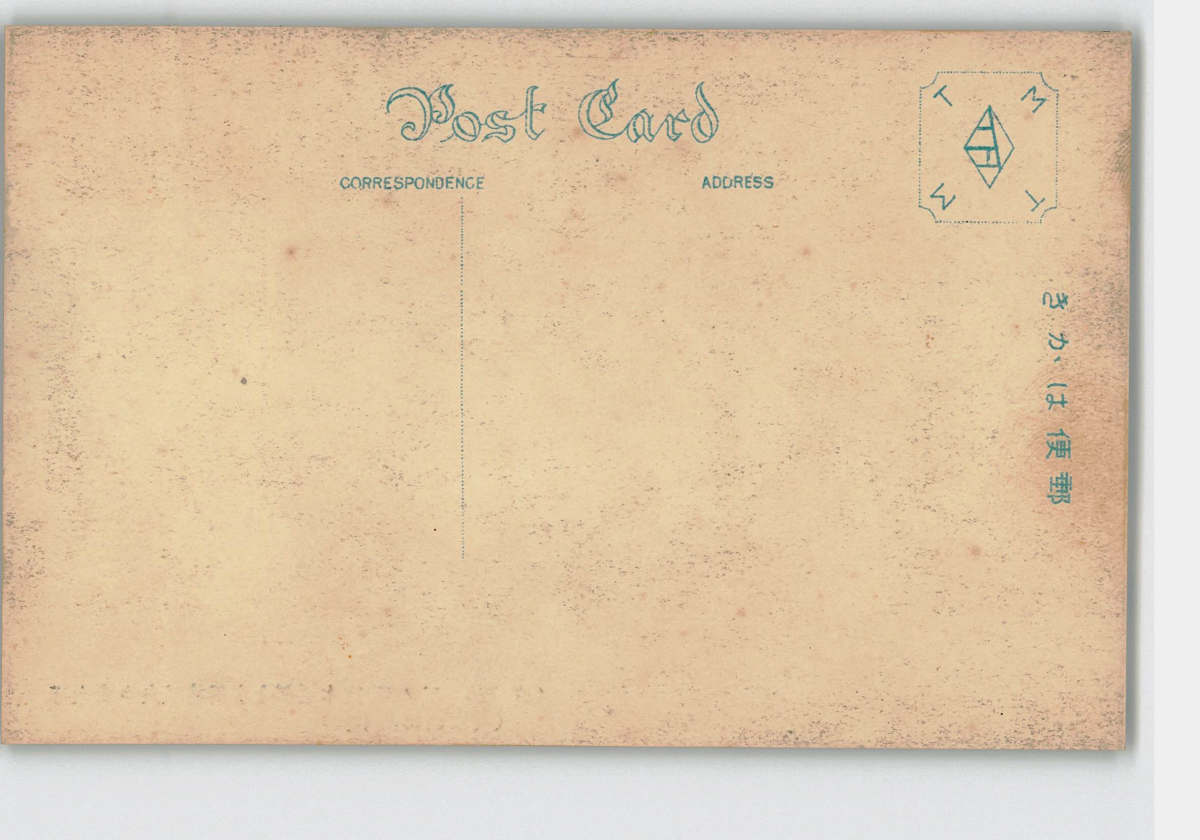 Post Card
CORRESPONDENCE
ADDRESS
T M
M T
郵便はかき